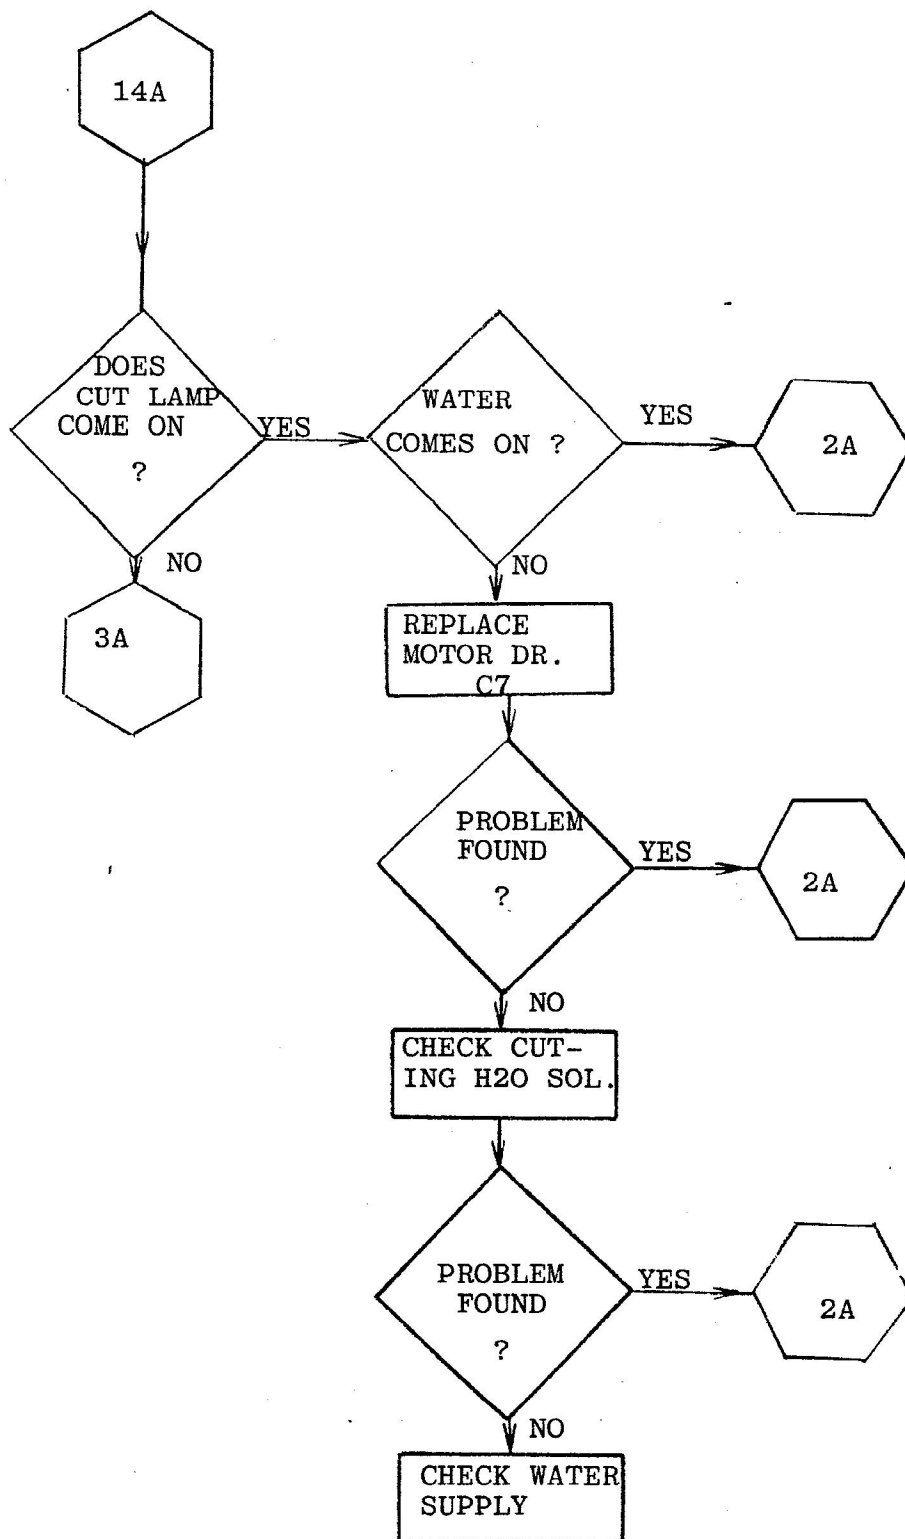 14A
DOES
CUT LAMP
COME ON
?
YES
WATER
COMES ON ?
YES
2A
NO
3A
NO
REPLACE
MOTOR DR.
C7
PROBLEM
FOUND
?
YES
2A
NO
CHECK CUT-
ING H2O SOL.
PROBLEM
FOUND
?
YES
2A
NO
CHECK WATER
SUPPLY